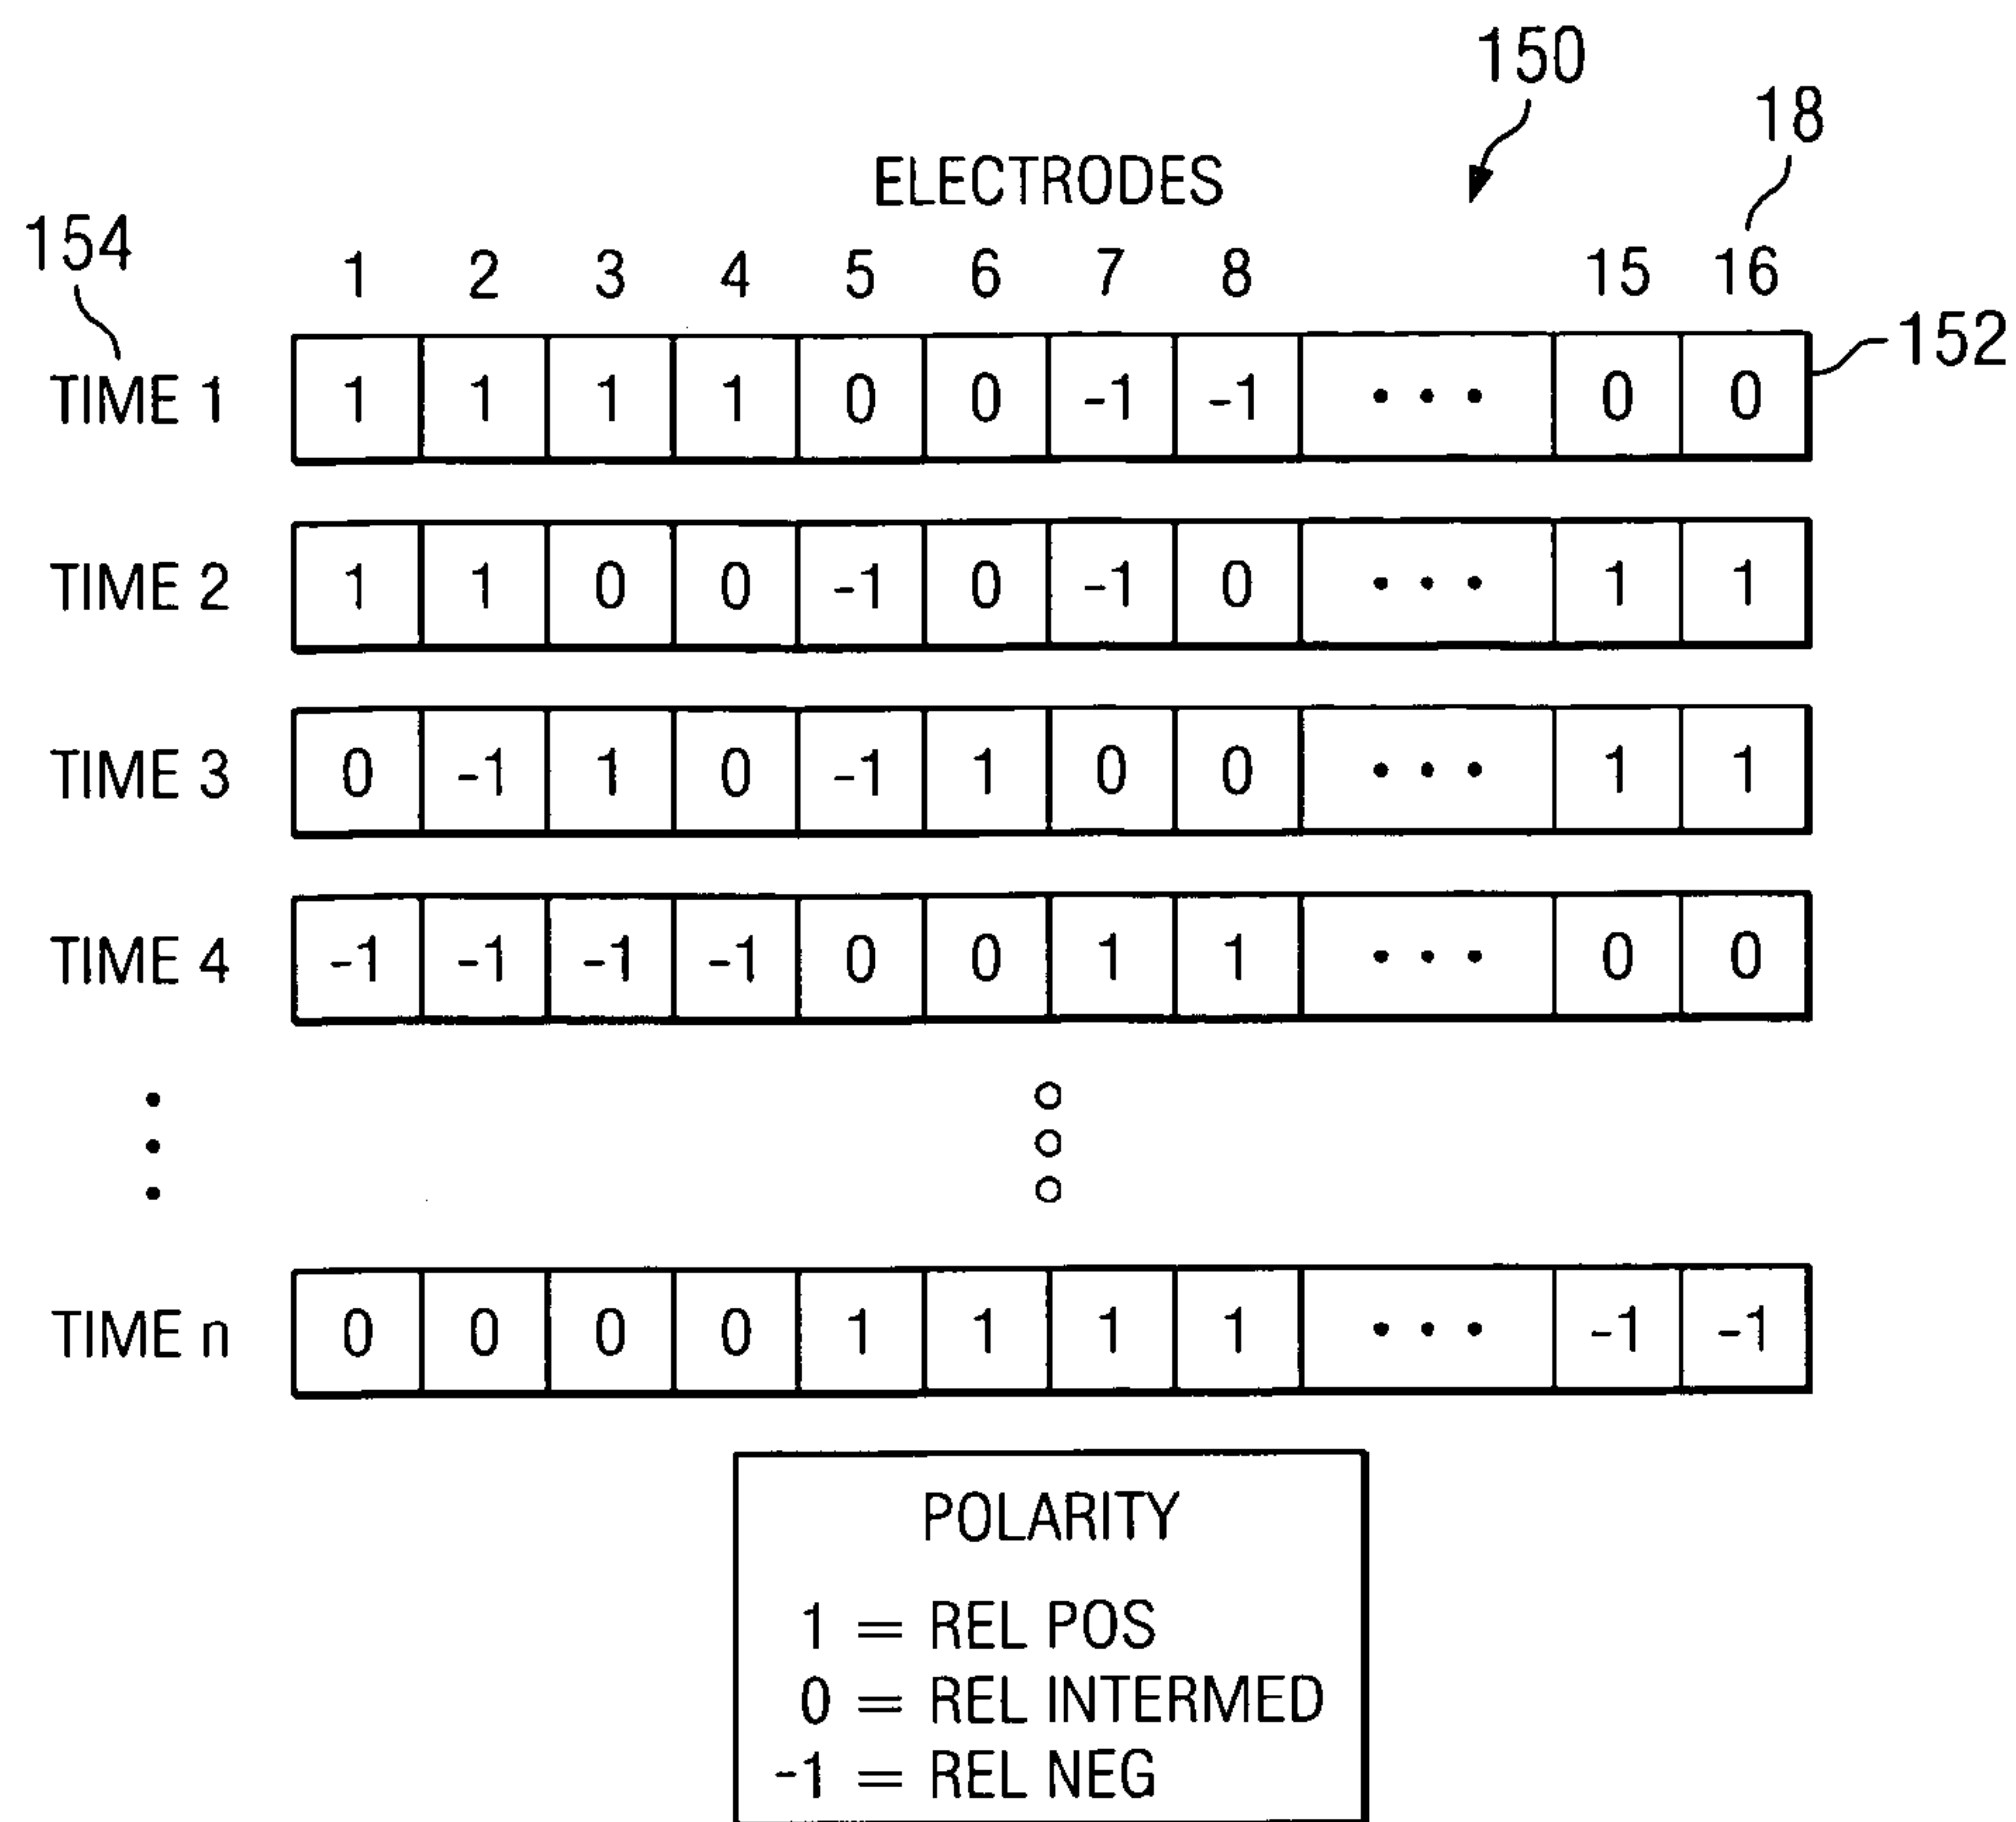 150
18
ELECTRODES
154
1 2 3 4 5 6 7 8 15 16
152
TIME 1 1 1 1 1 0 0 -1 -1 • • • 0 0
TIME 2 1 1 0 0 -1 0 -1 0 • • • 1 1
TIME 3 0 -1 1 0 -1 1 0 0 • • • 1 1
TIME 4 -1 -1 -1 -1 0 0 1 1 • • • 0 0
TIME n 0 0 0 0 1 1 1 1 • • • -1 -1
POLARITY
1 = REL POS
0 = REL INTERMED
-1 = REL NEG